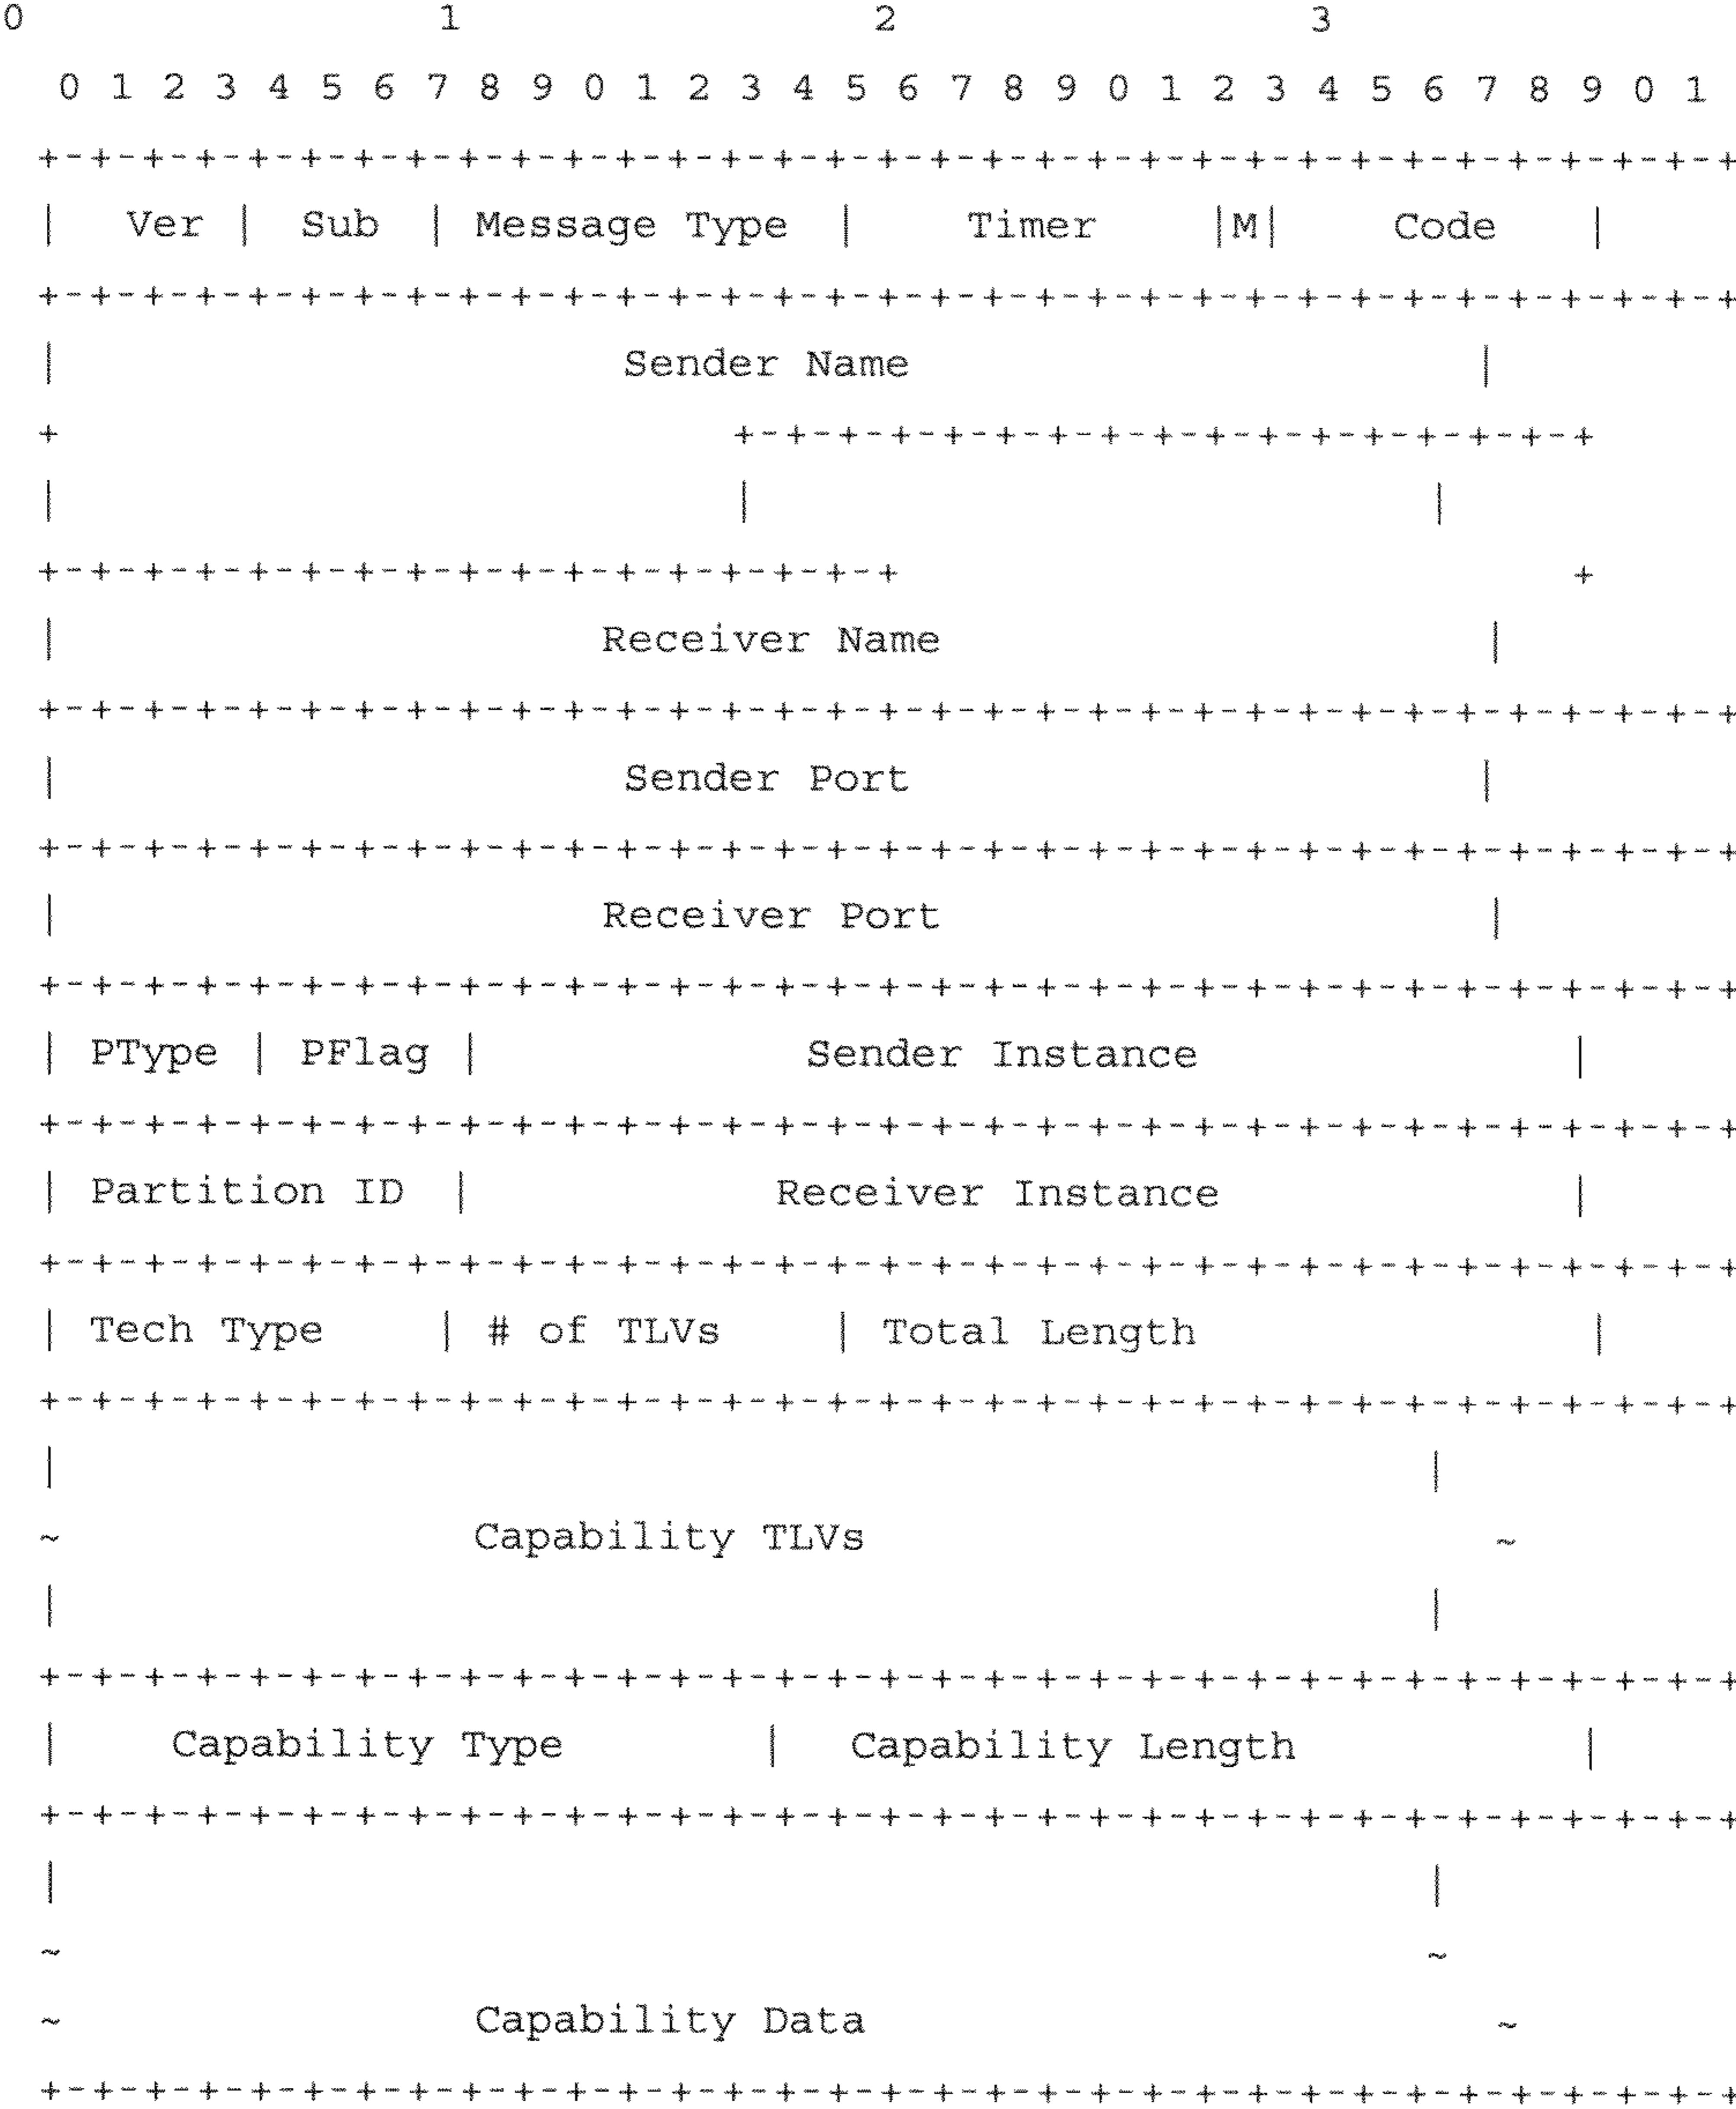 0                   1                   2                   3
 0 1 2 3 4 5 6 7 8 9 0 1 2 3 4 5 6 7 8 9 0 1 2 3 4 5 6 7 8 9 0 1
+-+-+-+-+-+-+-+-+-+-+-+-+-+-+-+-+-+-+-+-+-+-+-+-+-+-+-+-+-+-+-+-+
| Ver | Sub | Message Type | Timer |M| Code |
+-+-+-+-+-+-+-+-+-+-+-+-+-+-+-+-+-+-+-+-+-+-+-+-+-+-+-+-+-+-+-+-+
| Sender Name |
+ +-+-+-+-+-+-+-+-+-+-+-+-+-+-+-+-+
| | |
+-+-+-+-+-+-+-+-+-+-+-+-+-+-+-+-+ +
| Receiver Name |
+-+-+-+-+-+-+-+-+-+-+-+-+-+-+-+-+-+-+-+-+-+-+-+-+-+-+-+-+-+-+-+-+
| Sender Port |
+-+-+-+-+-+-+-+-+-+-+-+-+-+-+-+-+-+-+-+-+-+-+-+-+-+-+-+-+-+-+-+-+
| Receiver Port |
+-+-+-+-+-+-+-+-+-+-+-+-+-+-+-+-+-+-+-+-+-+-+-+-+-+-+-+-+-+-+-+-+
| PType | PFlag | Sender Instance |
+-+-+-+-+-+-+-+-+-+-+-+-+-+-+-+-+-+-+-+-+-+-+-+-+-+-+-+-+-+-+-+-+
| Partition ID | Receiver Instance |
+-+-+-+-+-+-+-+-+-+-+-+-+-+-+-+-+-+-+-+-+-+-+-+-+-+-+-+-+-+-+-+-+
| Tech Type | # of TLVs | Total Length |
+-+-+-+-+-+-+-+-+-+-+-+-+-+-+-+-+-+-+-+-+-+-+-+-+-+-+-+-+-+-+-+-+
| |
~ Capability TLVs ~
| |
+-+-+-+-+-+-+-+-+-+-+-+-+-+-+-+-+-+-+-+-+-+-+-+-+-+-+-+-+-+-+-+-+
| Capability Type | Capability Length |
+-+-+-+-+-+-+-+-+-+-+-+-+-+-+-+-+-+-+-+-+-+-+-+-+-+-+-+-+-+-+-+-+
| |
~ ~
~ Capability Data ~
+-+-+-+-+-+-+-+-+-+-+-+-+-+-+-+-+-+-+-+-+-+-+-+-+-+-+-+-+-+-+-+-+